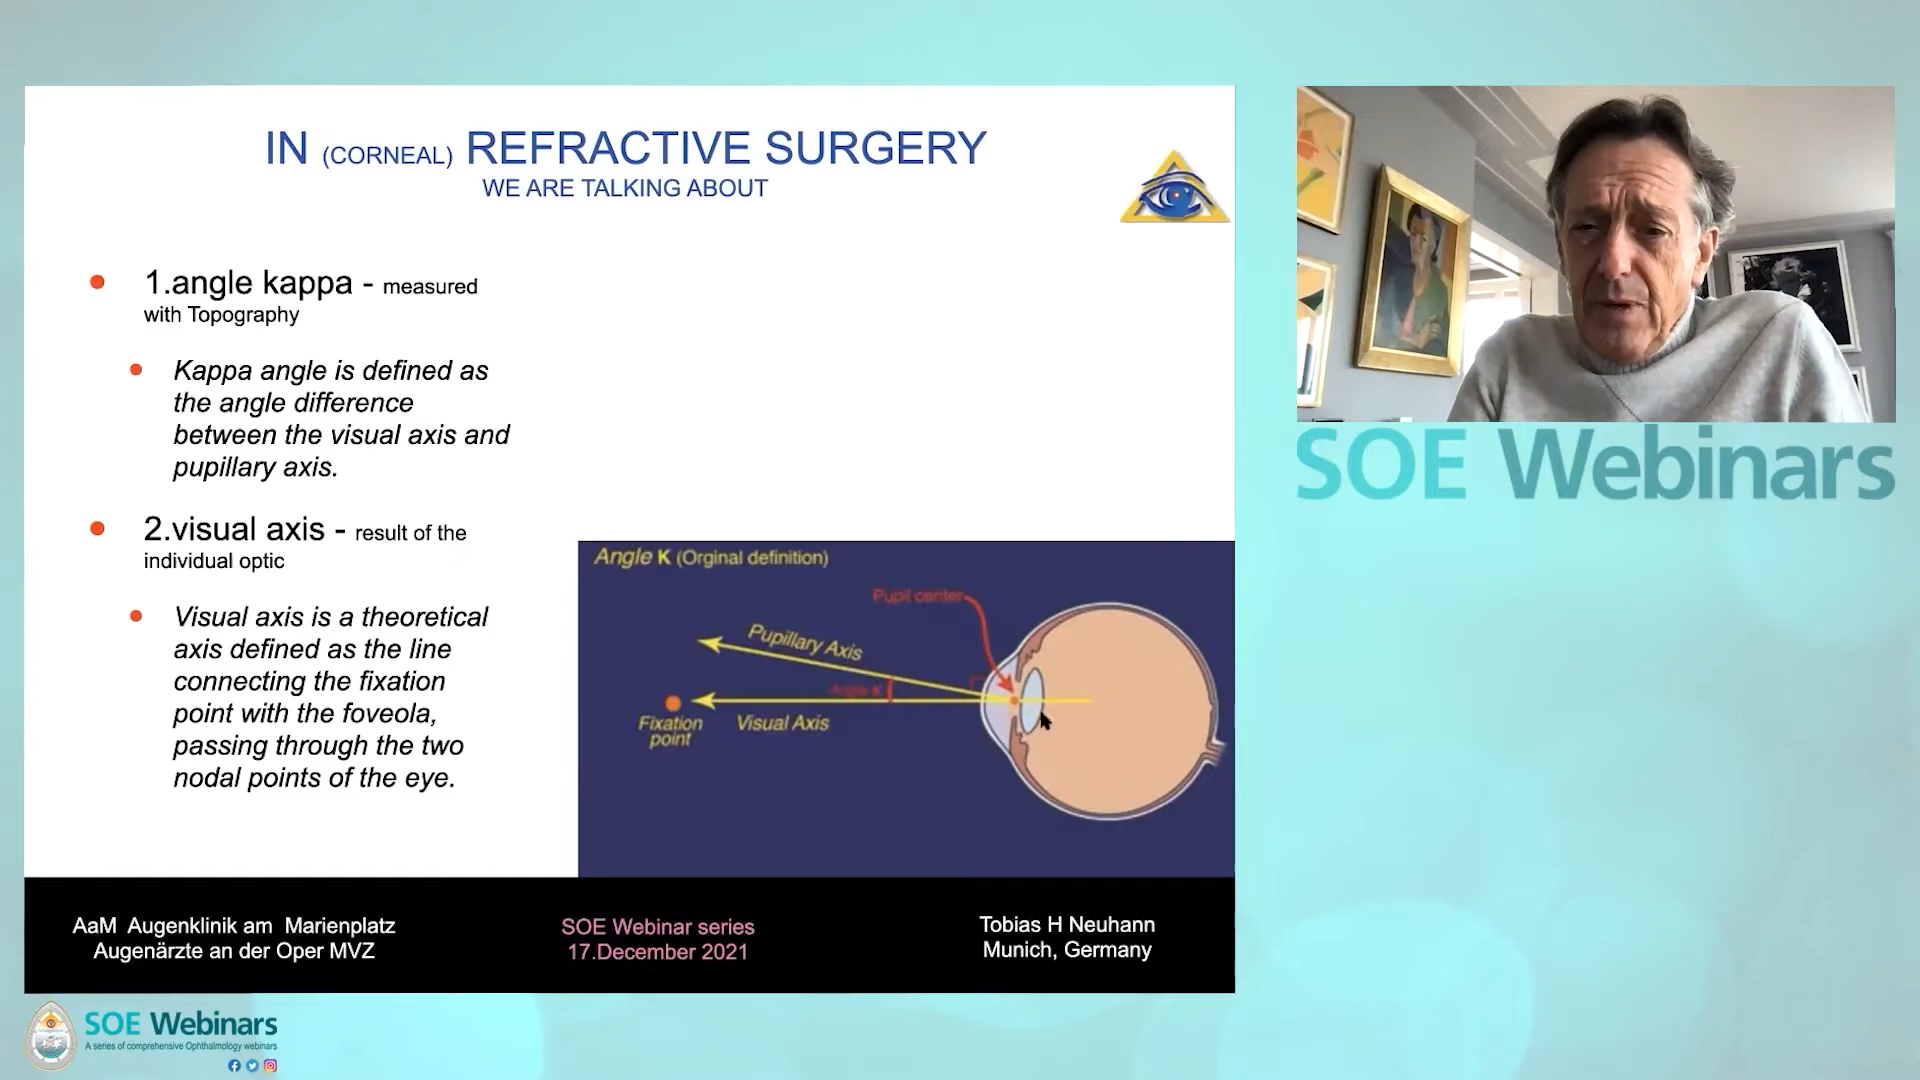 IN (CORNEAL) REFRACTIVE SURGERY
WE ARE TALKING ABOUT
1.angle kappa - measured
with Topography
Kappa angle is defined as
the angle difference
between the visual axis and
pupillary axis.
2.visual axis - result of the
individual optic
Visual axis is a theoretical
axis defined as the line
connecting the fixation
point with the foveola,
passing through the two
nodal points of the eye.
Angle K (Orginal definition)
Pupil center
Pupillary Axis
Angle K
Fixation
point
Visual Axis
AaM Augenklinik am Marienplatz
Augenärzte an der Oper MVZ
SOE Webinar series
17.December 2021
Tobias H Neuhann
Munich, Germany
SOE Webinars
SOE Webinars
A series of comprehensive Ophthalmology webinars